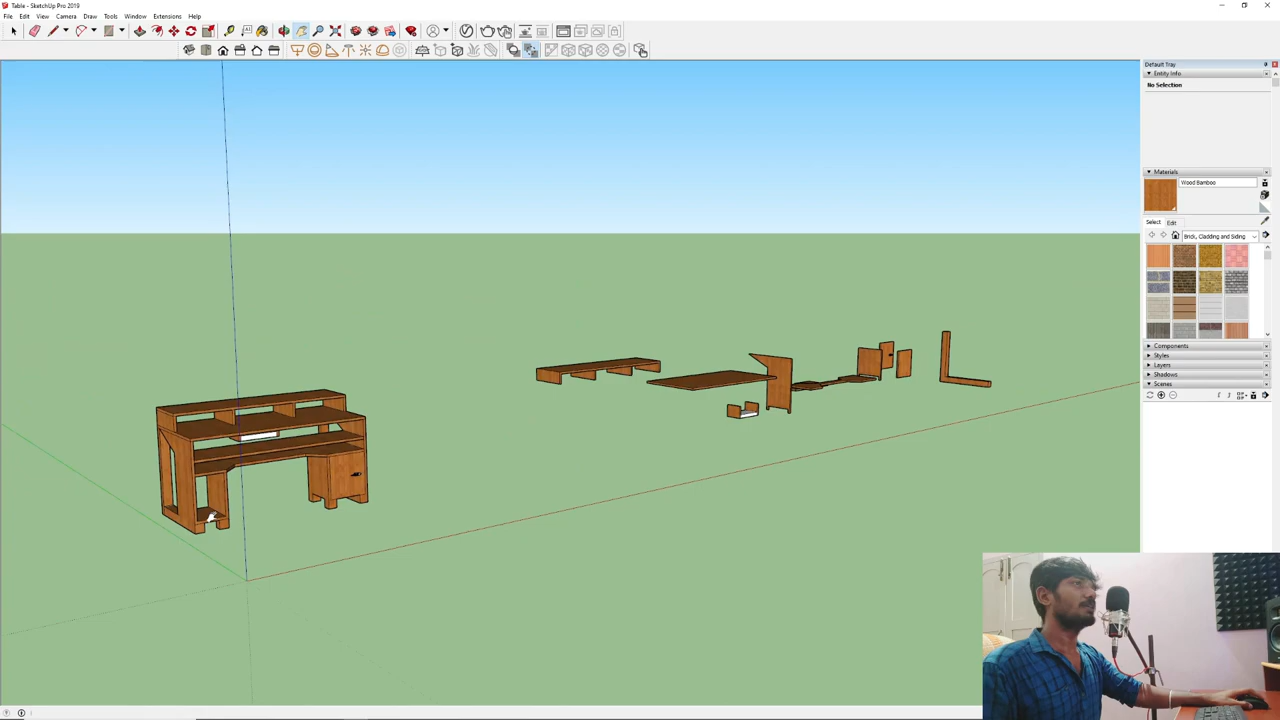 Table - SketchUp Pro 2019
File Edit View Camera Draw Tools Window Extensions Help
Default Tray
Entity Info
No Selection
Materials
Wood Bamboo
Select Edit
Brick, Cladding and Siding
Components
Styles
Layers
Shadows
Scenes